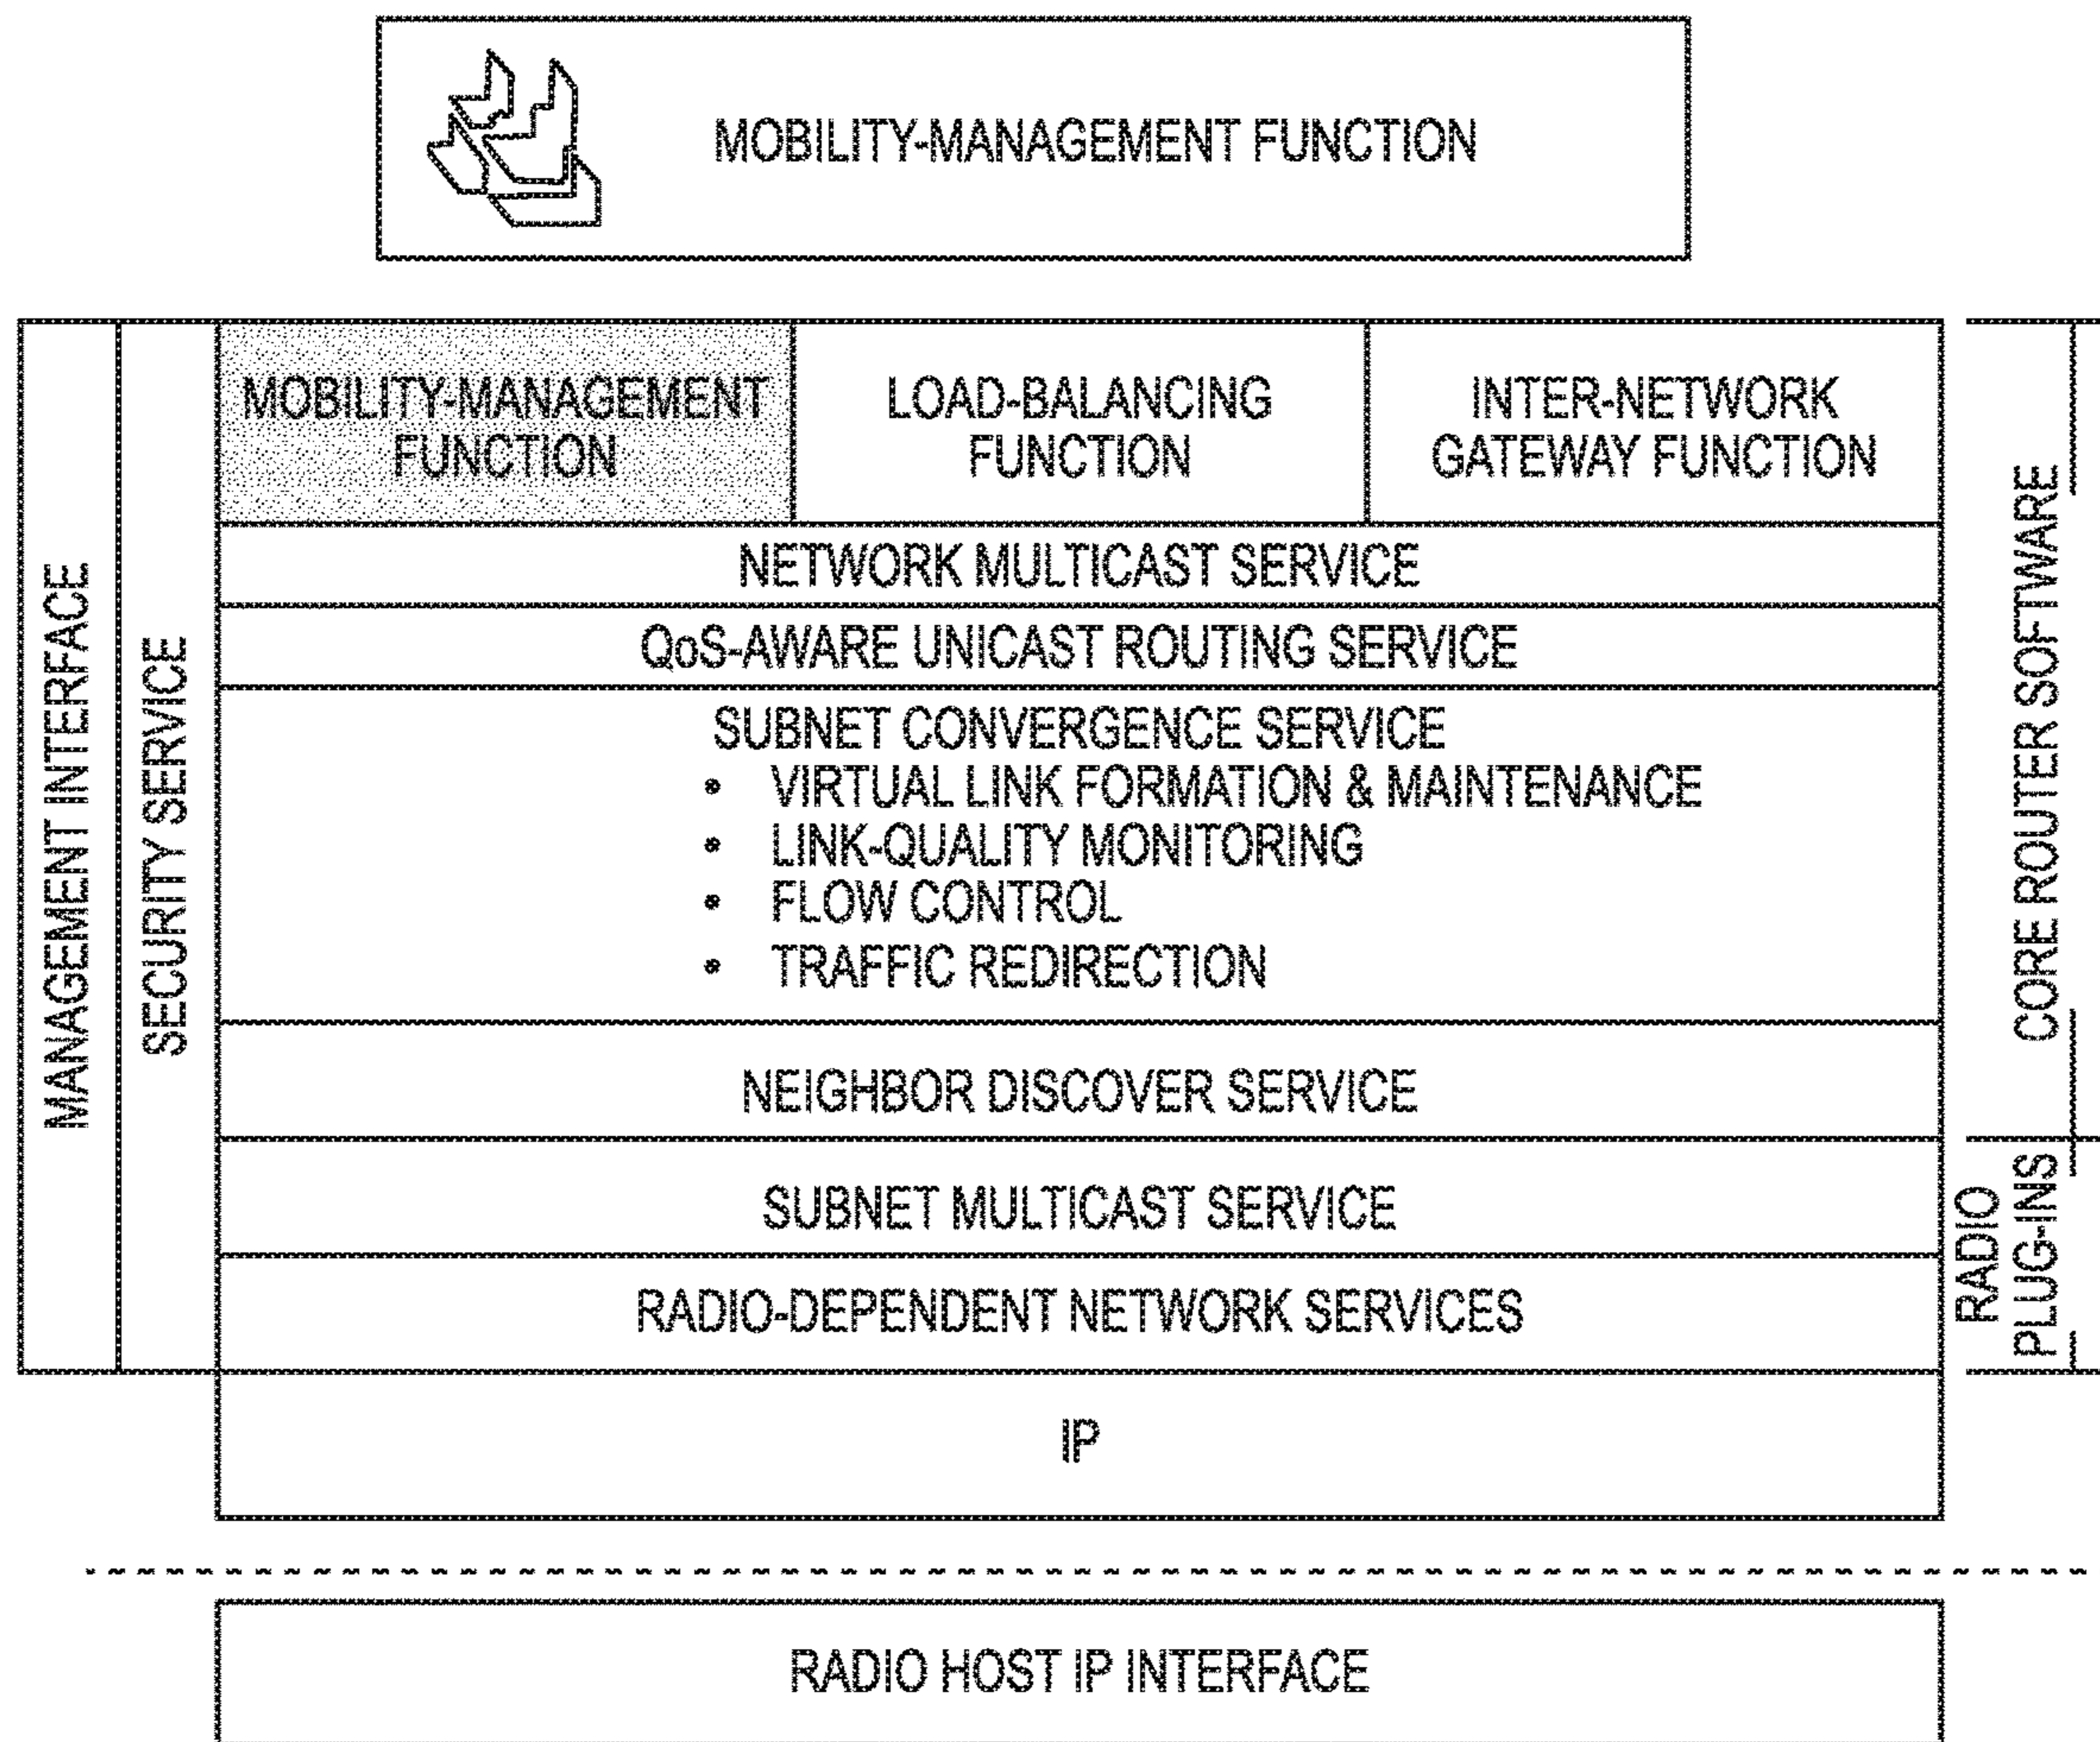 MOBILITY-MANAGEMENT FUNCTION
MANAGEMENT INTERFACE
SECURITY SERVICE
MOBILITY-MANAGEMENT
FUNCTION
LOAD-BALANCING
FUNCTION
INTER-NETWORK
GATEWAY FUNCTION
NETWORK MULTICAST SERVICE
QoS-AWARE UNICAST ROUTING SERVICE
SUBNET CONVERGENCE SERVICE
• VIRTUAL LINK FORMATION & MAINTENANCE
• LINK-QUALITY MONITORING
• FLOW CONTROL
• TRAFFIC REDIRECTION
NEIGHBOR DISCOVER SERVICE
SUBNET MULTICAST SERVICE
RADIO-DEPENDENT NETWORK SERVICES
IP
CORE ROUTER SOFTWARE
RADIO
PLUG-INS
RADIO HOST IP INTERFACE